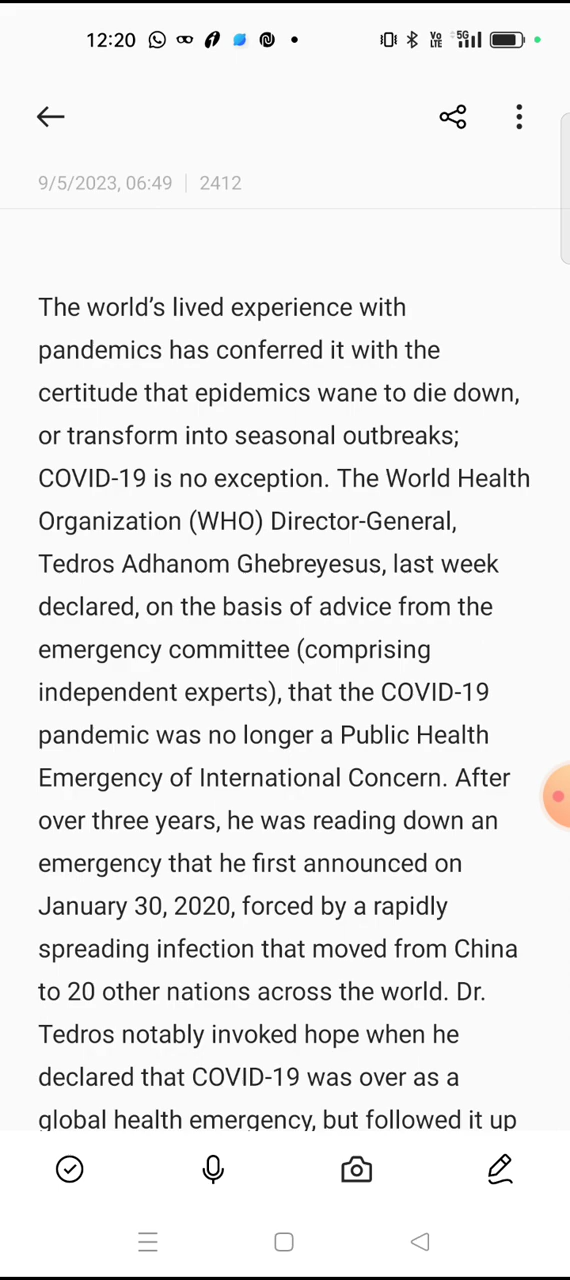 12:20
Vo
LTE
5G
9/5/2023, 06:49 | 2412
The world's lived experience with
pandemics has conferred it with the
certitude that epidemics wane to die down,
or transform into seasonal outbreaks;
COVID-19 is no exception. The World Health
Organization (WHO) Director-General,
Tedros Adhanom Ghebreyesus, last week
declared, on the basis of advice from the
emergency committee (comprising
independent experts), that the COVID-19
pandemic was no longer a Public Health
Emergency of International Concern. After
over three years, he was reading down an
emergency that he first announced on
January 30, 2020, forced by a rapidly
spreading infection that moved from China
to 20 other nations across the world. Dr.
Tedros notably invoked hope when he
declared that COVID-19 was over as a
global health emergency, but followed it up